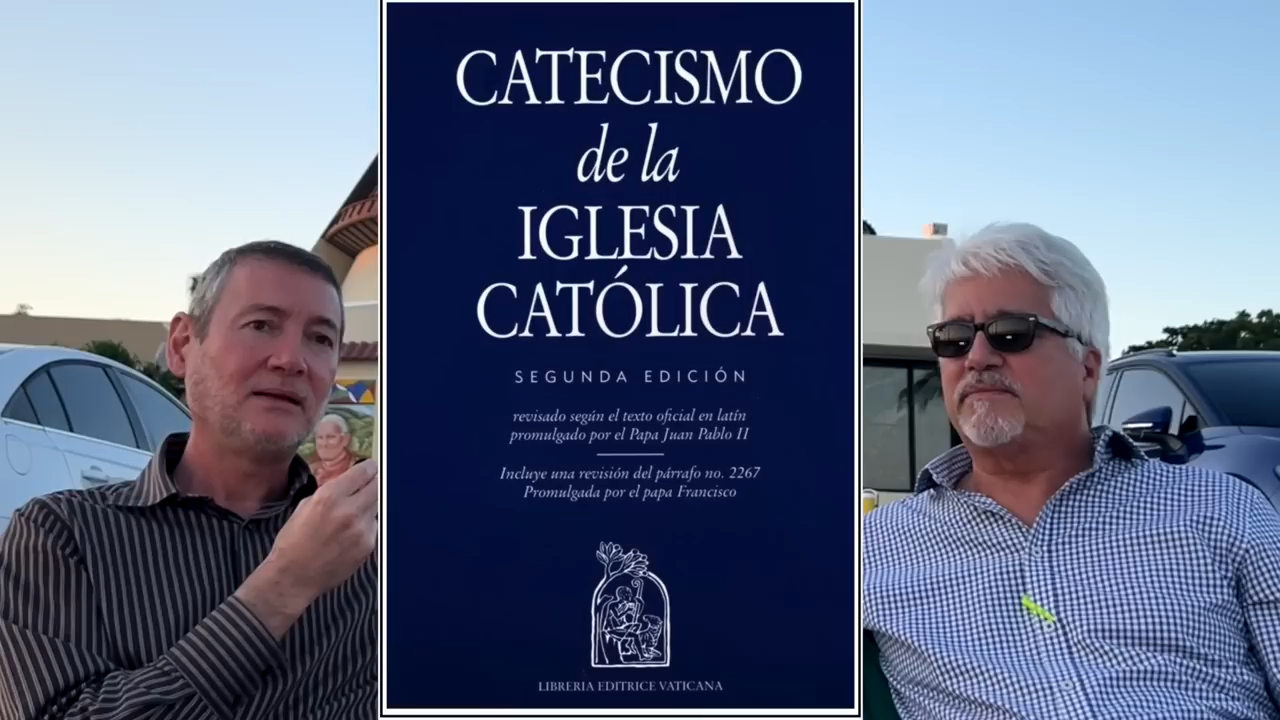 CATECISMO
de la
IGLESIA
CATÓLICA
SEGUNDA EDICIÓN
revisado según el texto oficial en latín
promulgado por el Papa Juan Pablo II
Incluye una revisión del párrafo no. 2267
Promulgada por el papa Francisco
LIBRERIA EDITRICE VATICANA